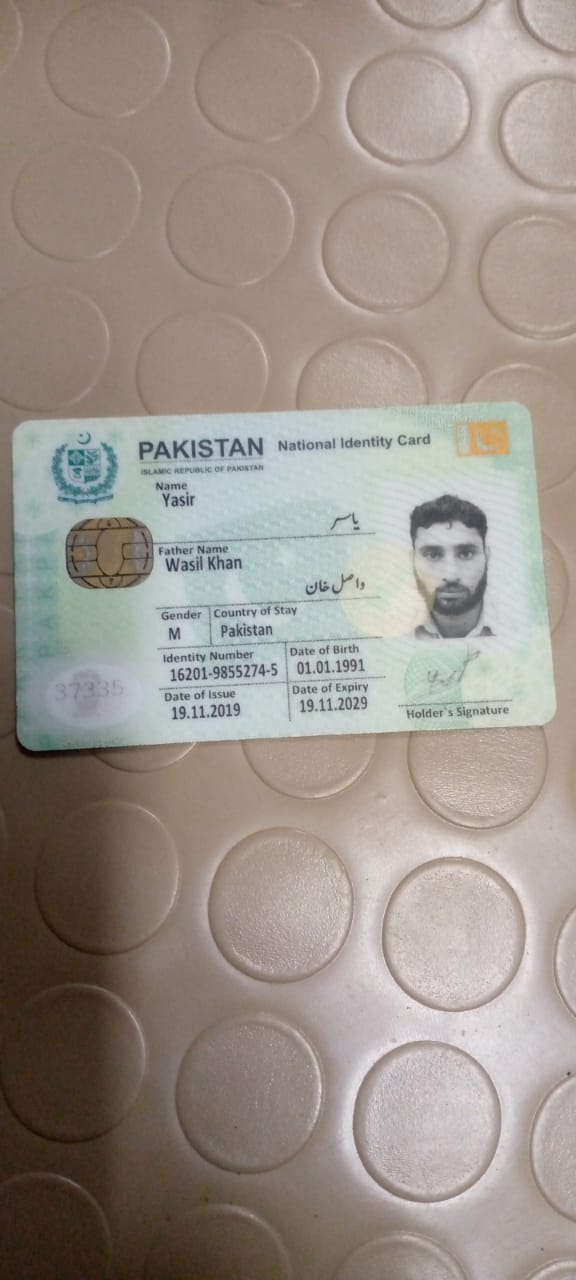 PAKISTAN National Identity Card
ISLAMIC REPUBLIC OF PAKISTAN
Name
Yasir
یاسر
Father Name
Wasil Khan
واصل خان
Gender Country of Stay
M Pakistan
Identity Number Date of Birth
16201-9855274-5 01.01.1991
Date of Issue Date of Expiry
19.11.2019 19.11.2029
37335
Holder`s Signature